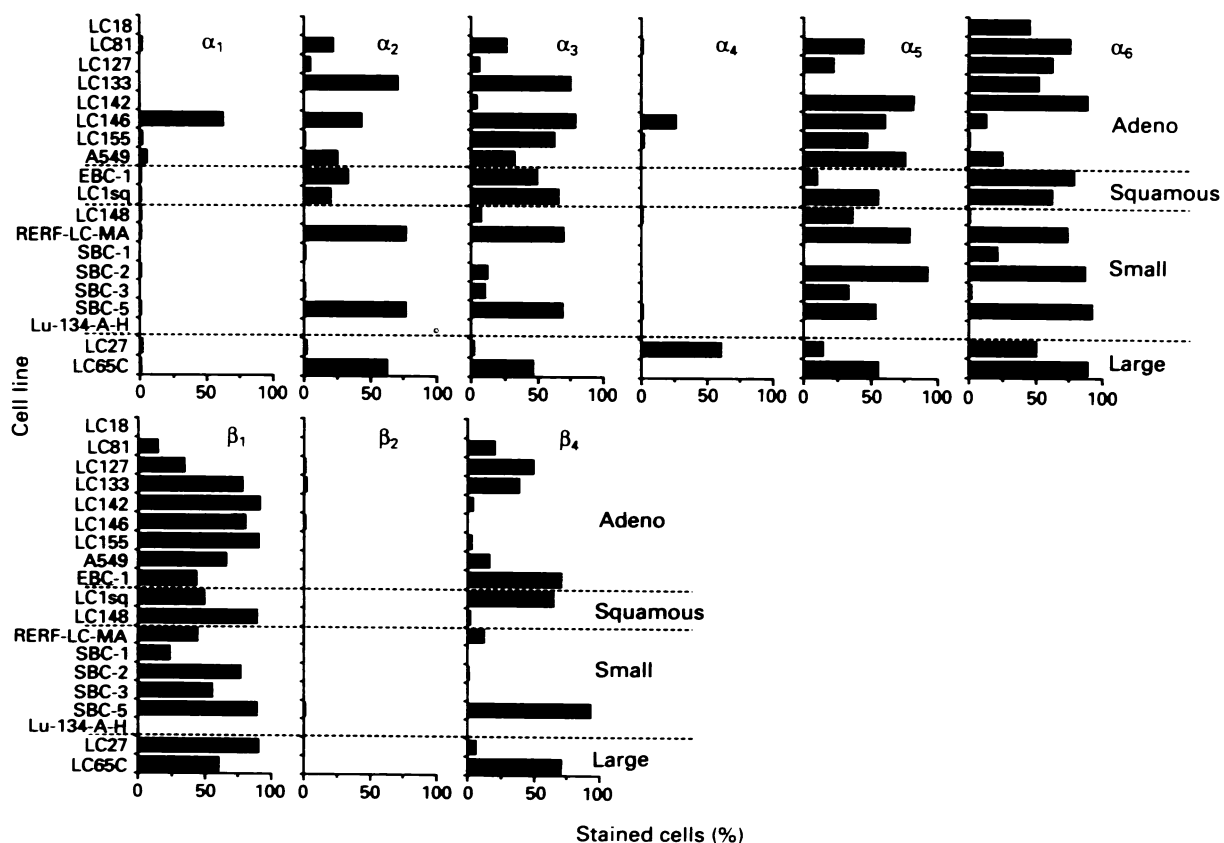 LC18
LC81
LC127
LC133
LC142
LC146
LC155
A549
EBC-1
LC1sq
LC148
RERF-LC-MA
SBC-1
SBC-2
SBC-3
SBC-5
Lu-134-A-H
LC27
LC65C
α1
α2
α3
α4
α5
α6
Adeno
Squamous
Small
Large
0 50 100
0 50 100
0 50 100
0 50 100
0 50 100
0 50 100
Cell line
LC18
LC81
LC127
LC133
LC142
LC146
LC155
A549
EBC-1
LC1sq
LC148
RERF-LC-MA
SBC-1
SBC-2
SBC-3
SBC-5
Lu-134-A-H
LC27
LC65C
β1
β2
β4
Adeno
Squamous
Small
Large
0 50 100
0 50 100
0 50 100
Stained cells (%)